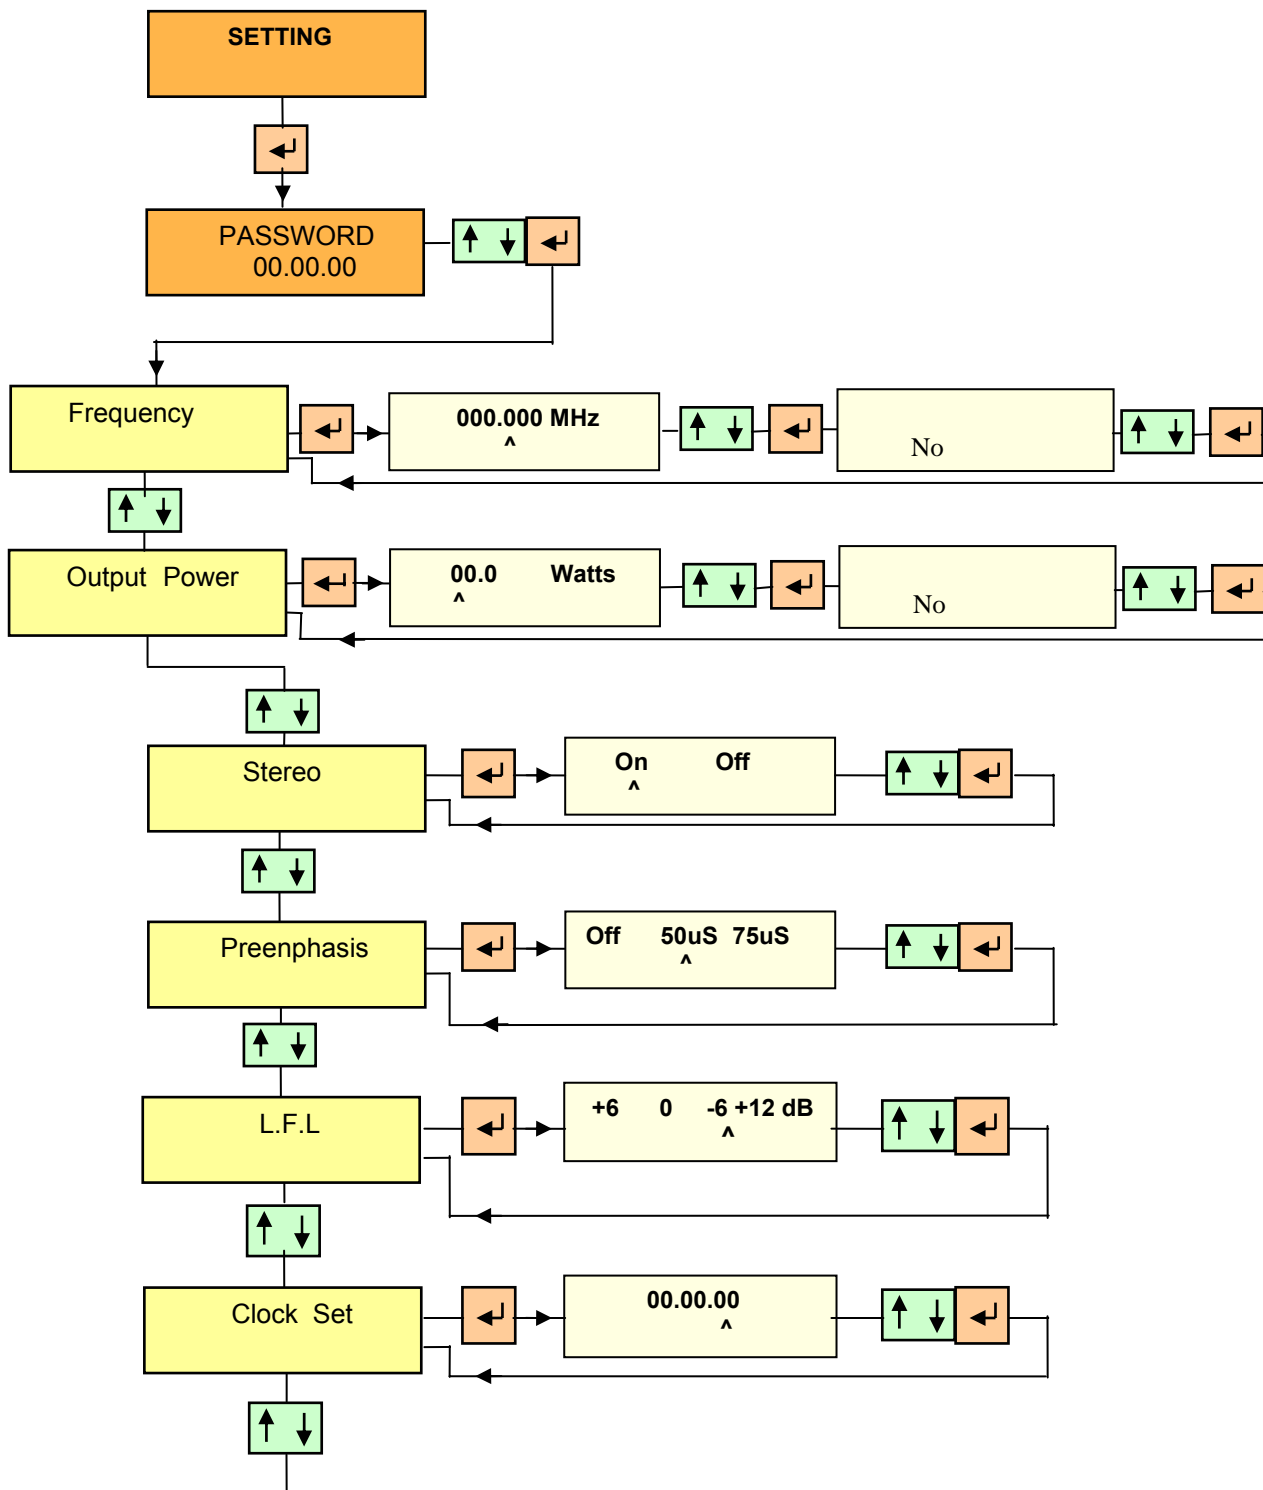 SETTING
PASSWORD
00.00.00
Frequency
000.000 MHz
^
No
Output Power
00.0 Watts
^
No
Stereo
On Off
^
Preenphasis
Off 50uS 75uS
^
L.F.L
+6 0 -6 +12 dB
^
Clock Set
00.00.00
^